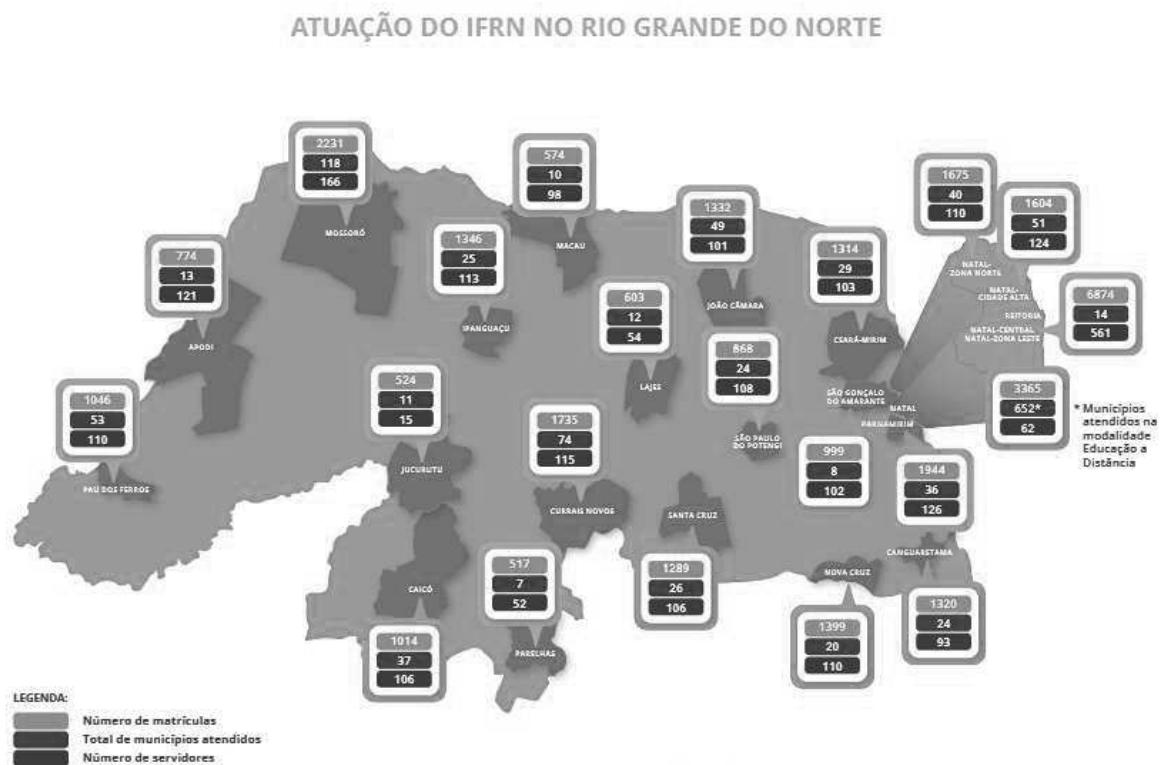 ATUAÇÃO DO IFRN NO RIO GRANDE DO NORTE
2231
118
166
MOSSORÓ
574
10
98
MACAU
1675
40
110
NATAL-
ZONA NORTE
1604
51
124
NATAL-
CIDADE ALTA
774
13
121
APODI
1346
25
113
IPANGUAÇU
1332
49
101
JOÃO CÂMARA
1314
29
103
CEARÁ-MIRIM
6874
14
561
REITORIA
NATAL-CENTRAL
NATAL-ZONA LESTE
603
12
54
LAJES
868
24
108
SÃO PAULO
DO POTENGI
3365
652*
62
* Municípios
atendidos na
modalidade
Educação a
Distância
SÃO GONÇALO
DO AMARANTE
NATAL
PARNAMIRIM
1046
53
110
PAU DOS FERROS
524
11
15
JUCURUTU
1735
74
115
CURRAIS NOVOS
999
8
102
1944
36
126
SANTA CRUZ
1289
26
106
CANGUARETAMA
1320
24
93
NOVA CRUZ
1399
20
110
CAICÓ
1014
37
106
517
7
52
PARELHAS
LEGENDA:
Número de matrículas
Total de municípios atendidos
Número de servidores